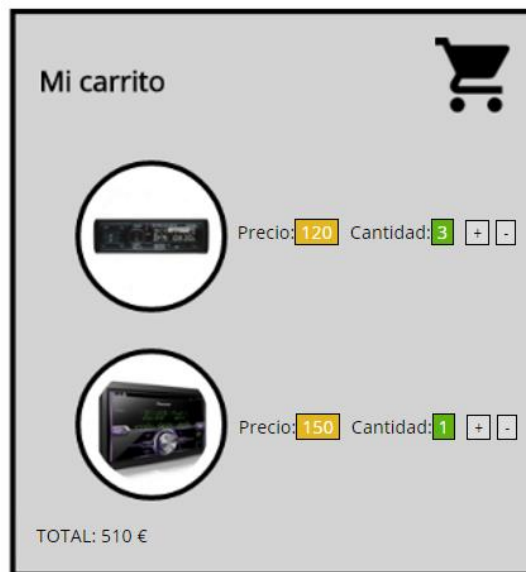 Mi carrito
Precio: 120 Cantidad: 3 + -
Precio: 150 Cantidad: 1 + -
TOTAL: 510 €